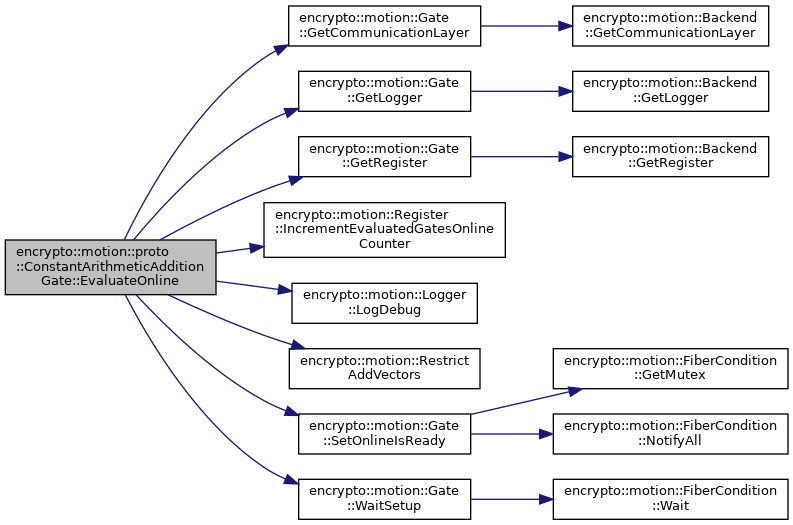 encrypto::motion::Gate
::GetCommunicationLayer
encrypto::motion::Backend
::GetCommunicationLayer
encrypto::motion::Gate
::GetLogger
encrypto::motion::Backend
::GetLogger
encrypto::motion::Gate
::GetRegister
encrypto::motion::Backend
::GetRegister
encrypto::motion::Register
::IncrementEvaluatedGatesOnline
Counter
encrypto::motion::proto
::ConstantArithmeticAddition
Gate::EvaluateOnline
encrypto::motion::Logger
::LogDebug
encrypto::motion::Restrict
AddVectors
encrypto::motion::FiberCondition
::GetMutex
encrypto::motion::Gate
::SetOnlineIsReady
encrypto::motion::FiberCondition
::NotifyAll
encrypto::motion::Gate
::WaitSetup
encrypto::motion::FiberCondition
::Wait